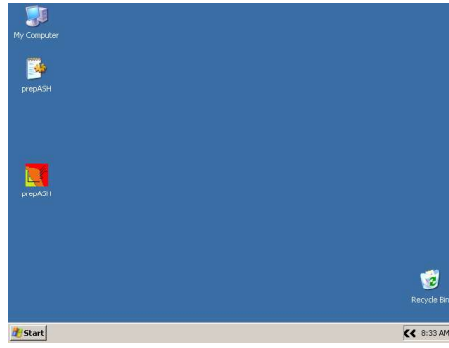 My Computer
prepASH
prepASH
Recycle Bin
Start
8:33 AM